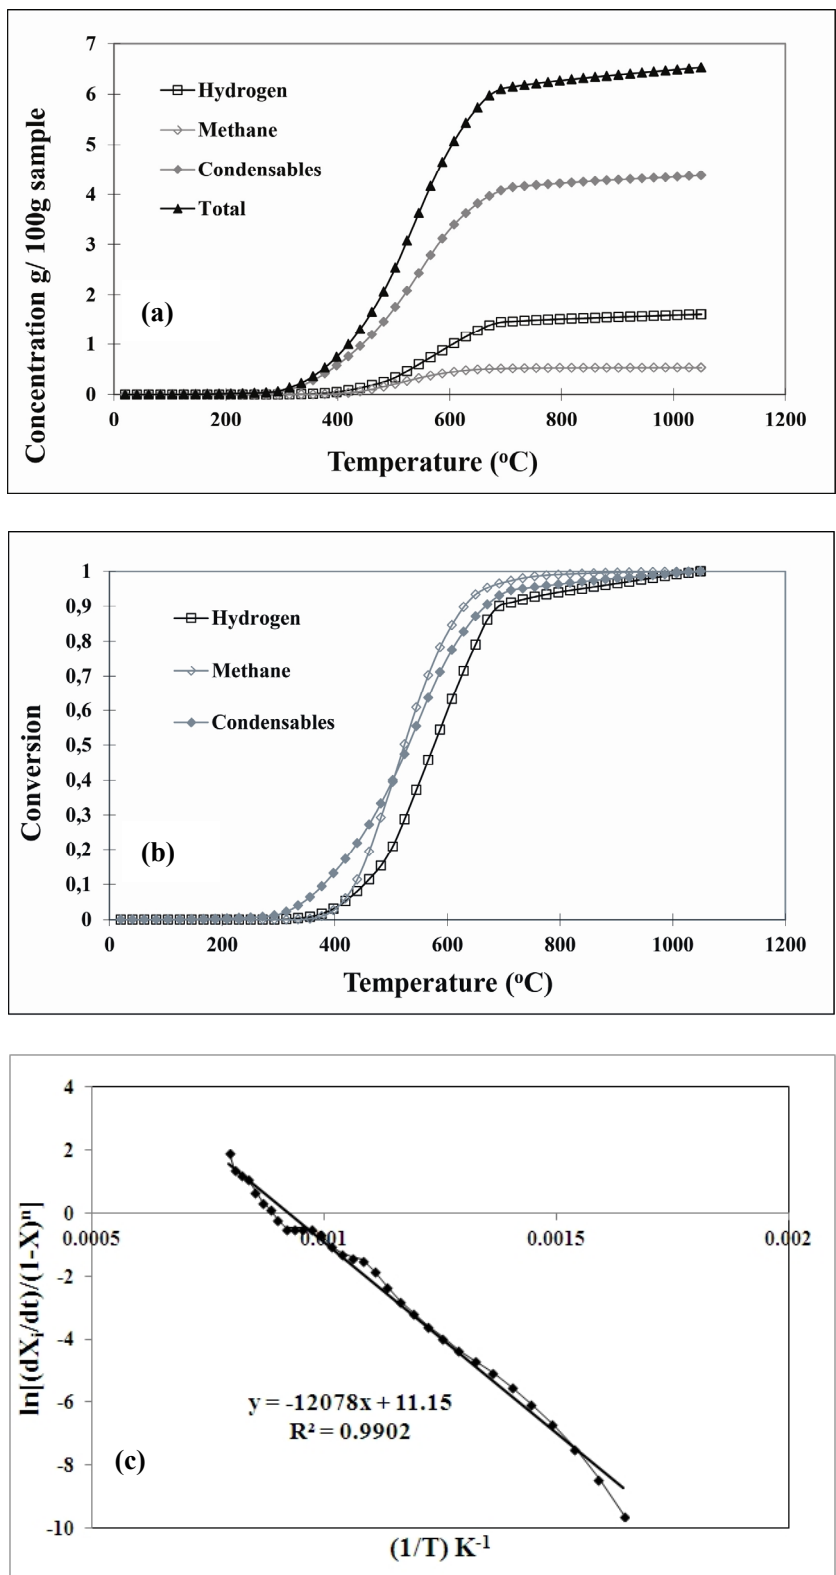 7
6
5
4
3
2
1
0
Concentration g/ 100g sample
Hydrogen
Methane
Condensables
Total
(a)
0 200 400 600 800 1000 1200
Temperature (ºC)
1
0,9
0,8
0,7
0,6
0,5
0,4
0,3
0,2
0,1
0
Conversion
Hydrogen
Methane
Condensables
(b)
0 200 400 600 800 1000 1200
Temperature (ºC)
4
2
0
-2
-4
-6
-8
-10
ln[(dXᵢ/dt)/(1-X)ⁿ]
0.0005 0.001 0.0015 0.002
y = -12078x + 11.15
R² = 0.9902
(c)
(1/T) K⁻¹